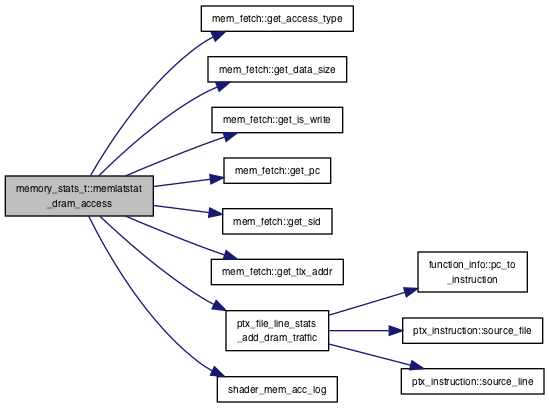 mem_fetch::get_access_type
mem_fetch::get_data_size
mem_fetch::get_is_write
mem_fetch::get_pc
memory_stats_t::memlatstat
_dram_access
mem_fetch::get_sid
mem_fetch::get_tlx_addr
function_info::pc_to
_instruction
ptx_file_line_stats
_add_dram_traffic
ptx_instruction::source_file
ptx_instruction::source_line
shader_mem_acc_log